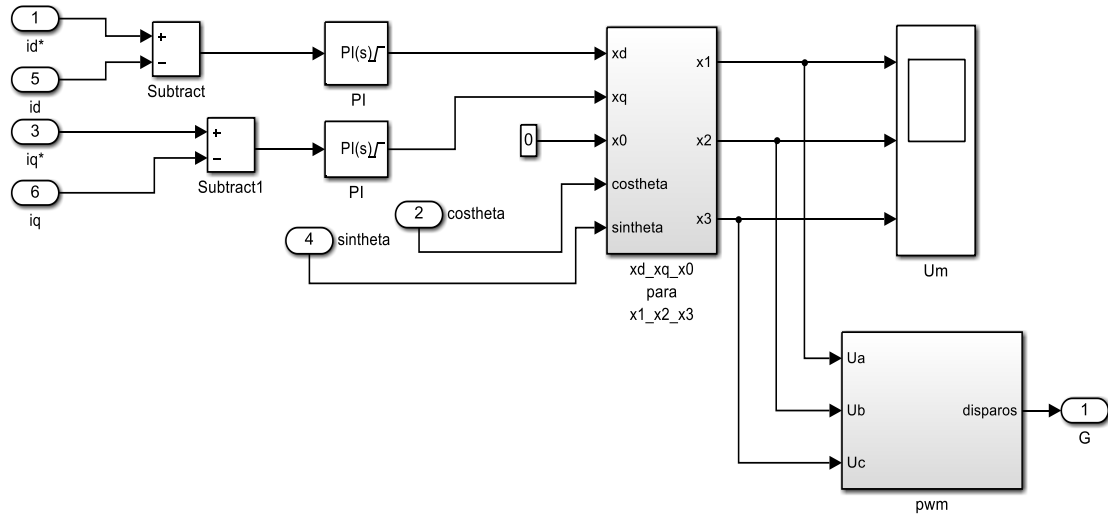 1
id*
5
id
+
−
Subtract
PI(s)
PI
3
iq*
6
iq
+
−
Subtract1
PI(s)
PI
0
2
costheta
4
sintheta
xd
xq
x0
costheta
sintheta
x1
x2
x3
xd_xq_x0
para
x1_x2_x3
Um
Ua
Ub
Uc
disparos
pwm
1
G